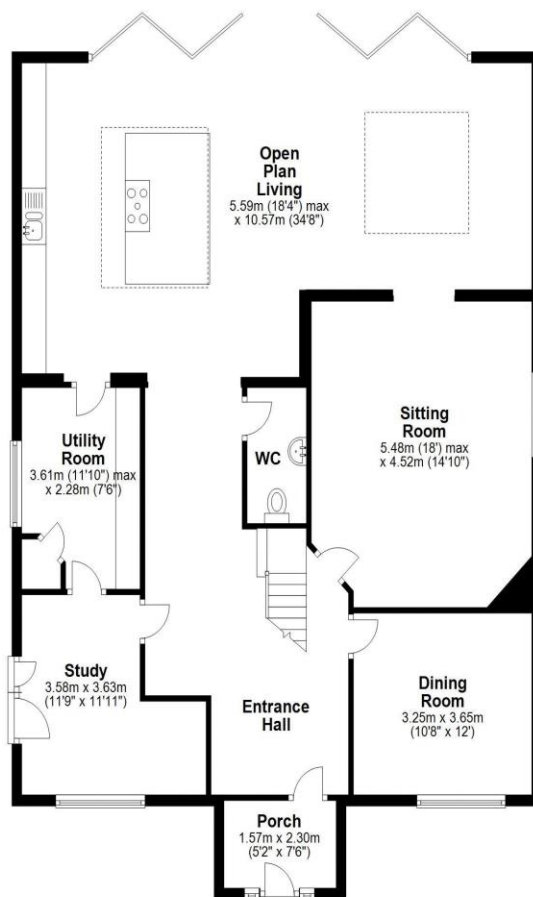 Open
Plan
Living
5.59m (18'4") max
x 10.57m (34'8")
Sitting
Room
5.48m (18') max
x 4.52m (14'10")
WC
Utility
Room
3.61m (11'10") max
x 2.28m (7'6")
Study
3.58m x 3.63m
(11'9" x 11'11")
Entrance
Hall
Dining
Room
3.25m x 3.65m
(10'8" x 12')
Porch
1.57m x 2.30m
(5'2" x 7'6")